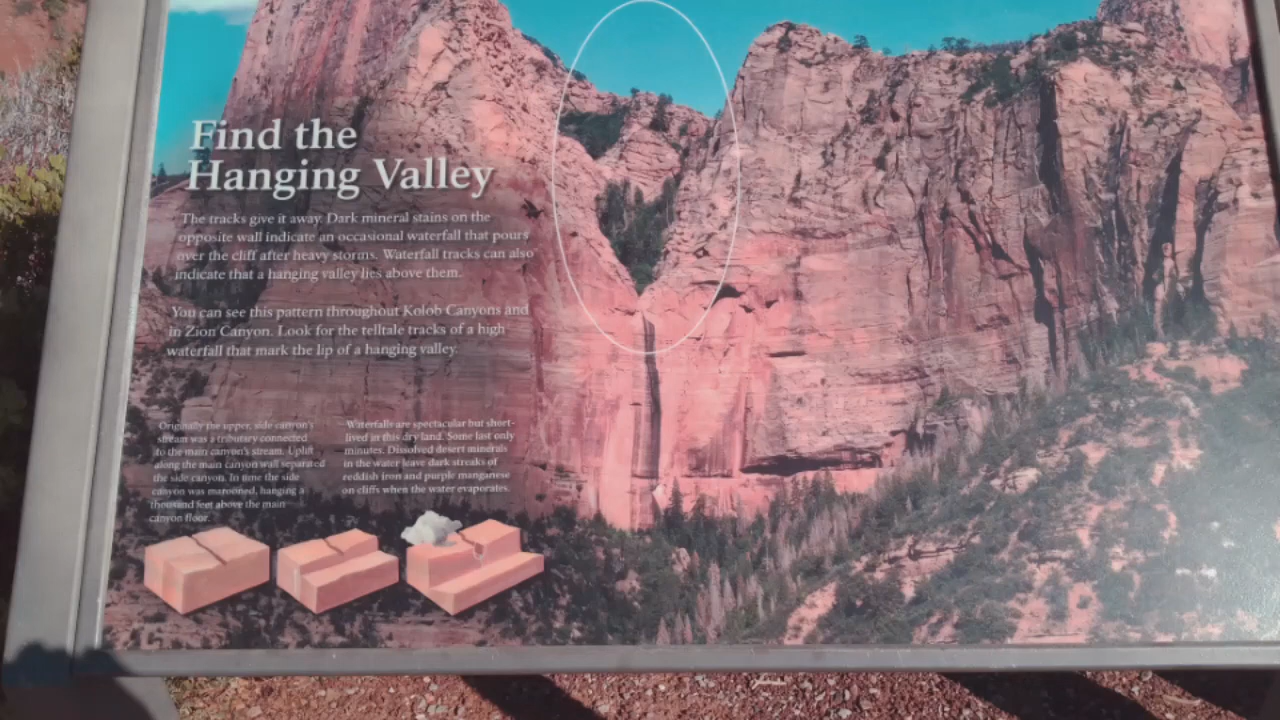 Find the
Hanging Valley
The tracks give it away. Dark mineral stains on the
opposite wall indicate an occasional waterfall that pours
over the cliff after heavy storms. Waterfall tracks can also
indicate that a hanging valley lies above them.
You can see this pattern throughout Kolob Canyons and
in Zion Canyon. Look for the telltale tracks of a high
waterfall that mark the lip of a hanging valley.
Originally the upper, side canyon's
stream was a tributary connected
to the main canyon's stream. Uplift
along the main canyon wall separated
the side canyon. In time the side
canyon was marooned, hanging a
thousand feet above the main
canyon floor.
Waterfalls are spectacular but short-
lived in this dry land. Some last only
minutes. Dissolved desert minerals
in the water leave dark streaks of
reddish iron and purple manganese
on cliffs when the water evaporates.